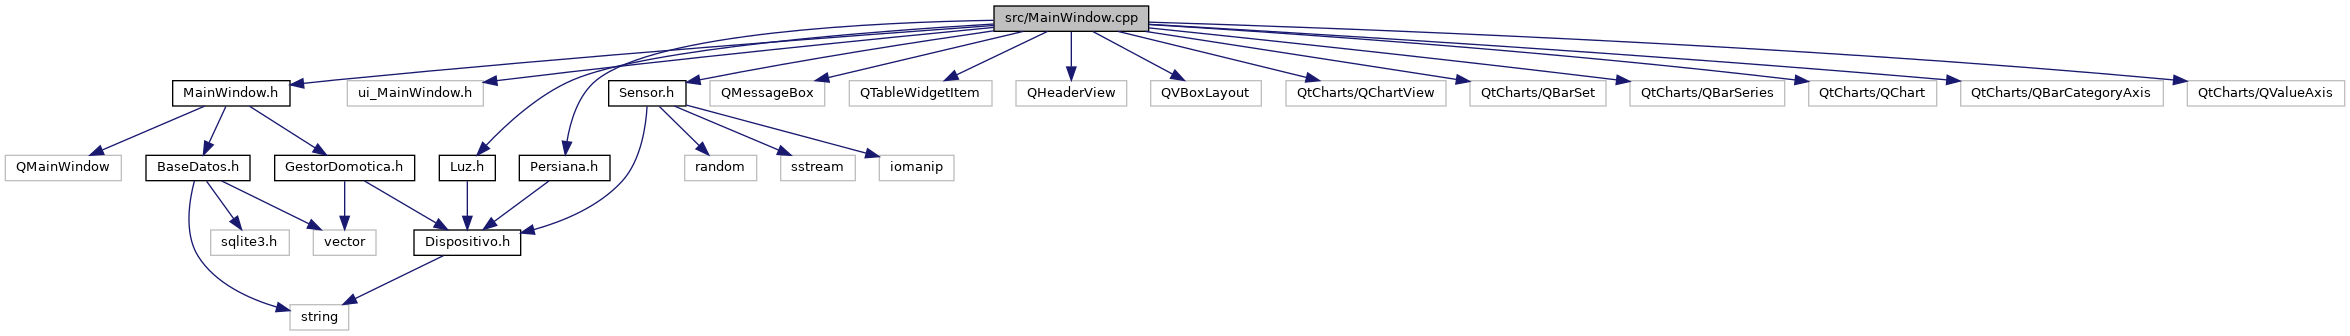 src/MainWindow.cpp
MainWindow.h
ui_MainWindow.h
Sensor.h
QMessageBox
QTableWidgetItem
QHeaderView
QVBoxLayout
QtCharts/QChartView
QtCharts/QBarSet
QtCharts/QBarSeries
QtCharts/QChart
QtCharts/QBarCategoryAxis
QtCharts/QValueAxis
QMainWindow
BaseDatos.h
GestorDomotica.h
Luz.h
Persiana.h
random
sstream
iomanip
sqlite3.h
vector
Dispositivo.h
string